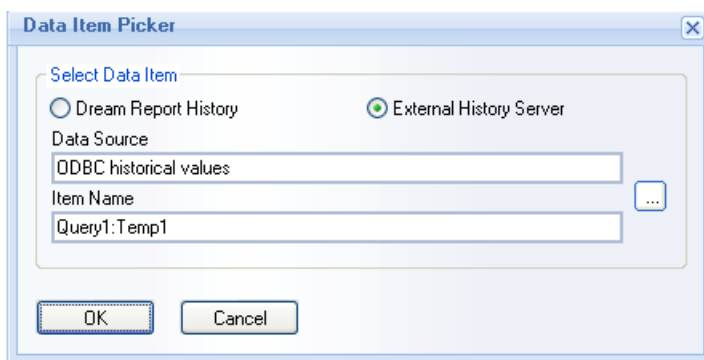 Data Item Picker
Select Data Item
Dream Report History External History Server
Data Source
ODBC historical values
Item Name
...
Query1:Temp1
OK Cancel